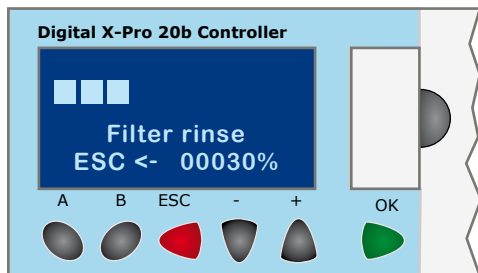 Digital X-Pro 20b Controller
Filter rinse
ESC <- 00030%
A B ESC - + OK